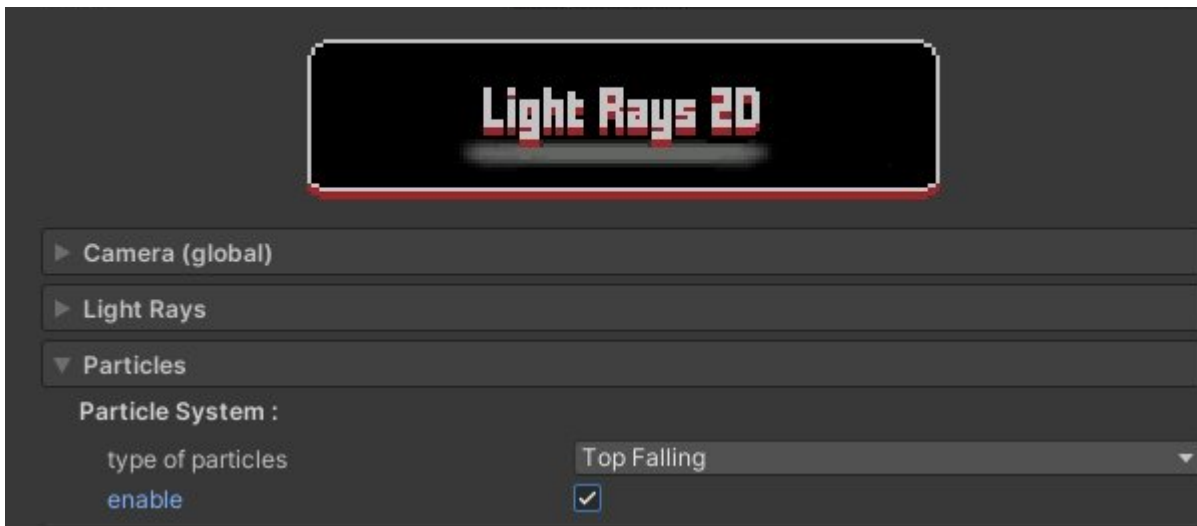 Light Rays 2D
Camera (global)
Light Rays
Particles
Particle System :
type of particles
Top Falling
enable